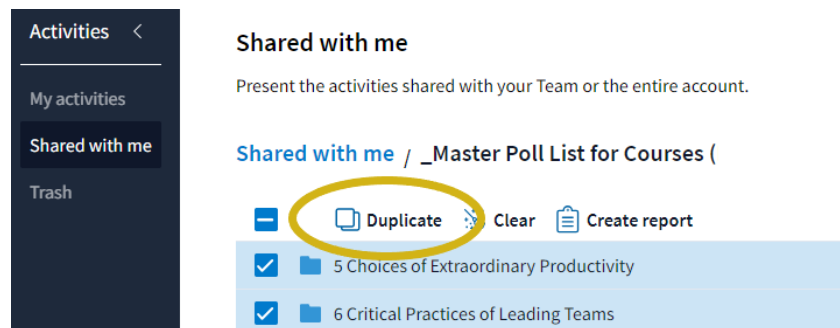 Activities <
My activities
Shared with me
Trash
Shared with me
Present the activities shared with your Team or the entire account.
Shared with me / _Master Poll List for Courses (
Duplicate Clear Create report
5 Choices of Extraordinary Productivity
6 Critical Practices of Leading Teams